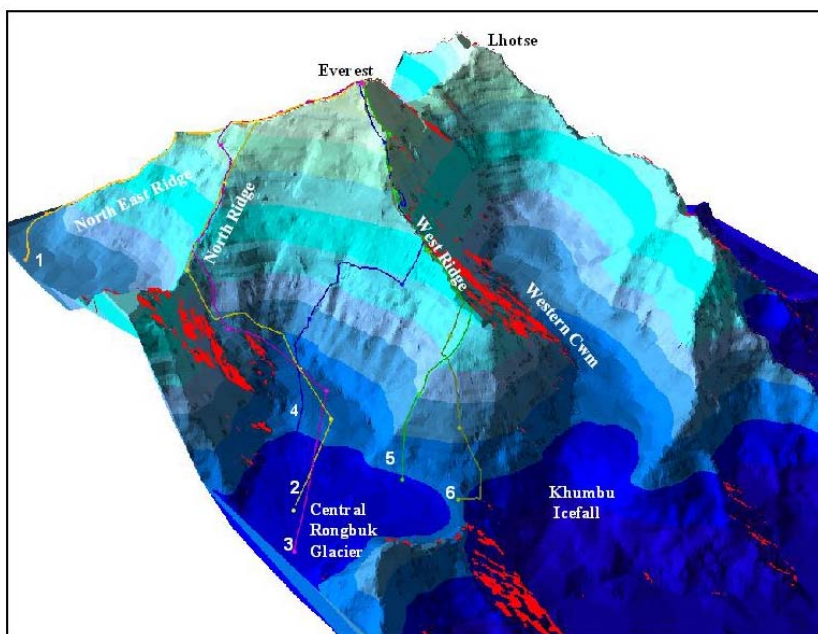 Lhotse
Everest
North East Ridge
North Ridge
West Ridge
Western Cwm
1
4
5
2
6
3
Central
Rongbuk
Glacier
Khumbu
Icefall